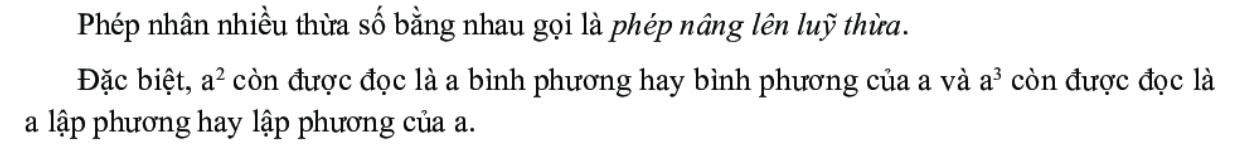 Phép nhân nhiều thừa số bằng nhau gọi là phép nâng lên luỹ thừa.
Đặc biệt, a² còn được đọc là a bình phương hay bình phương của a và a³ còn được đọc là
a lập phương hay lập phương của a.